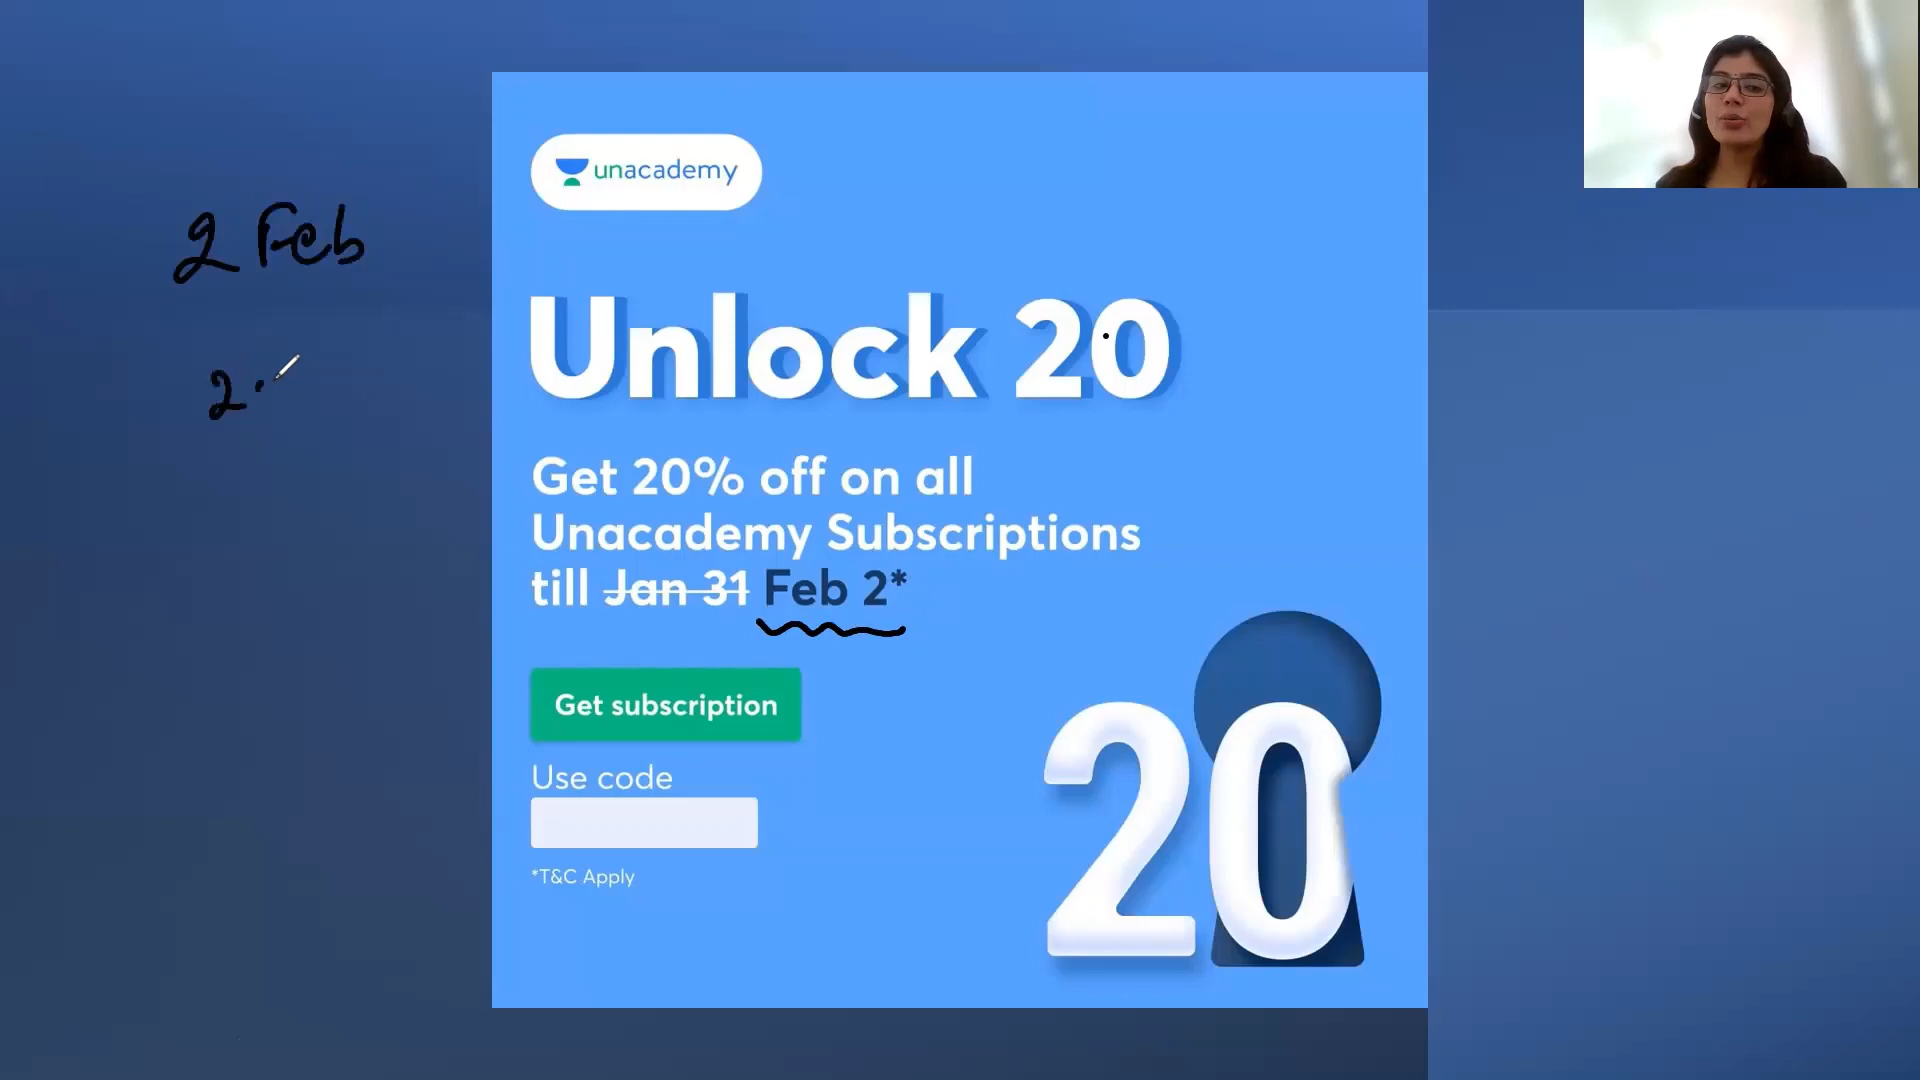 unacademy
2 Feb
Unlock 20
2.
Get 20% off on all
Unacademy Subscriptions
till Jan 31 Feb 2*
Get subscription
Use code
*T&C Apply
20